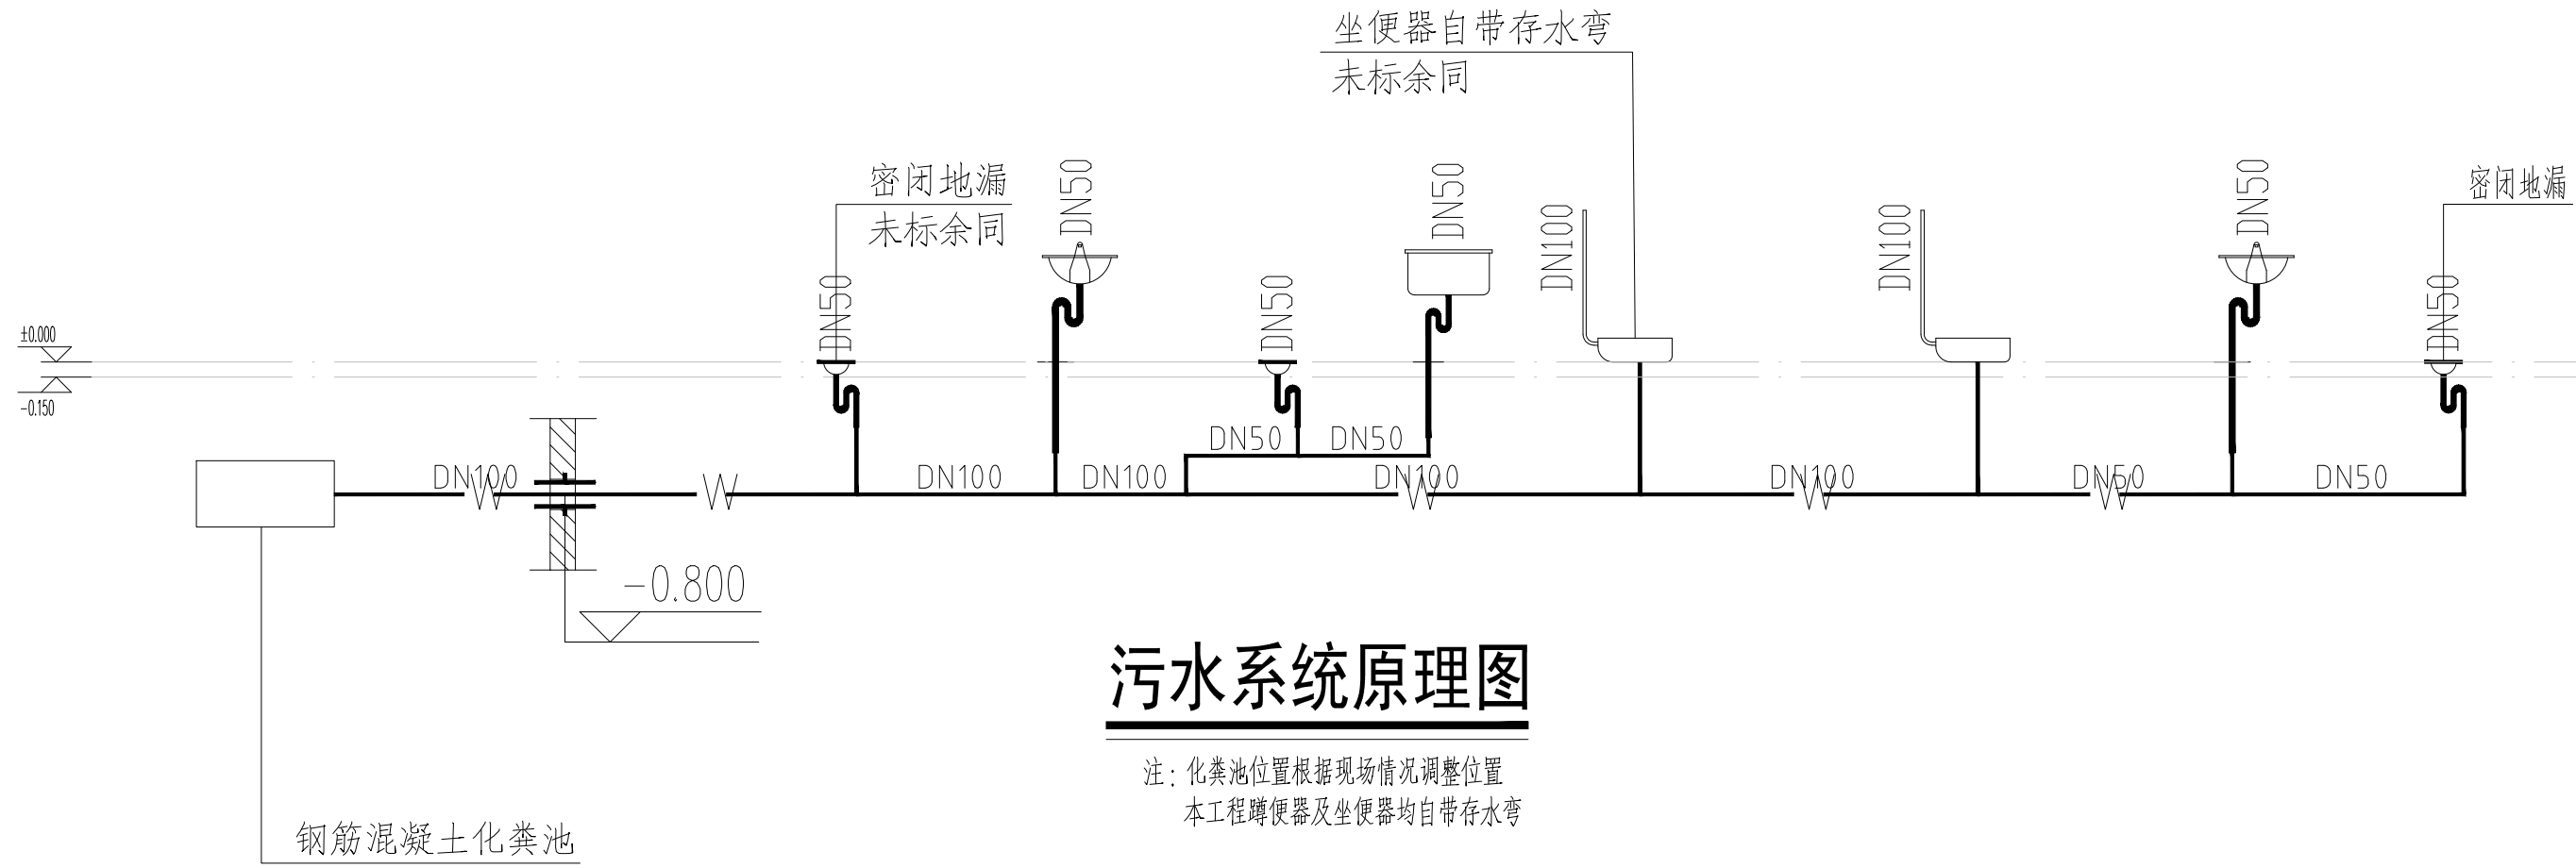 坐便器自带存水弯
未标余同
密闭地漏
未标余同
DN50
DN50
DN50
DN50
DN100
DN100
DN50
密闭地漏
DN50
±0.000
-0.150
DN50
DN50
DN100
DN100
DN100
DN100
DN100
DN50
DN50
-0.800
污水系统原理图
注：化粪池位置根据现场情况调整位置
本工程蹲便器及坐便器均自带存水弯
钢筋混凝土化粪池